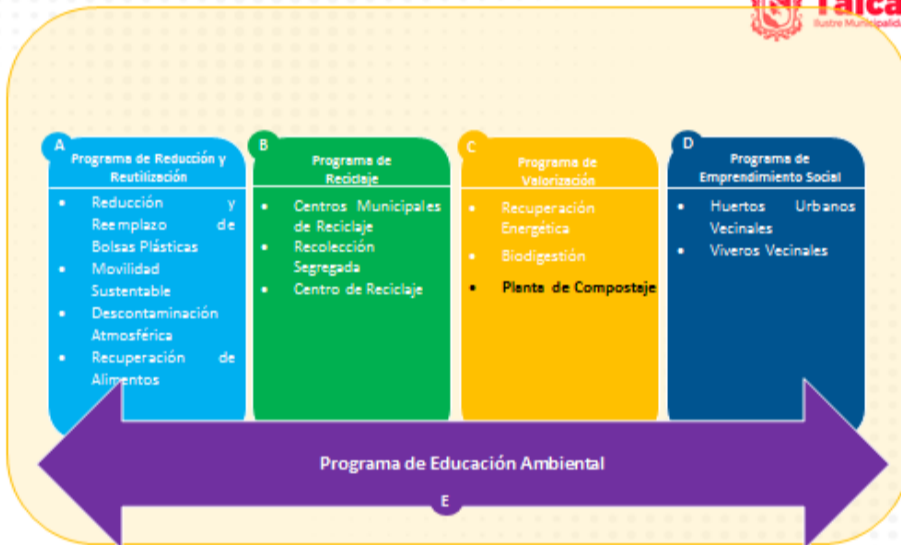 Talca
Ilustre Municipalidad
A
Programa de Reducción y
Reutilización
Reducción y
Reemplazo de
Bolsas Plásticas
Movilidad
Sustentable
Descontaminación
Atmosférica
Recuperación de
Alimentos
B
Programa de
Reciclaje
Centros Municipales
de Reciclaje
Recolección
Segregada
Centro de Reciclaje
C
Programa de
Valorización
Recuperación
Energética
Biodigestión
Planta de Compostaje
D
Programa de
Emprendimiento Social
Huertos Urbanos
Vecinales
Viveros Vecinales
Programa de Educación Ambiental
E